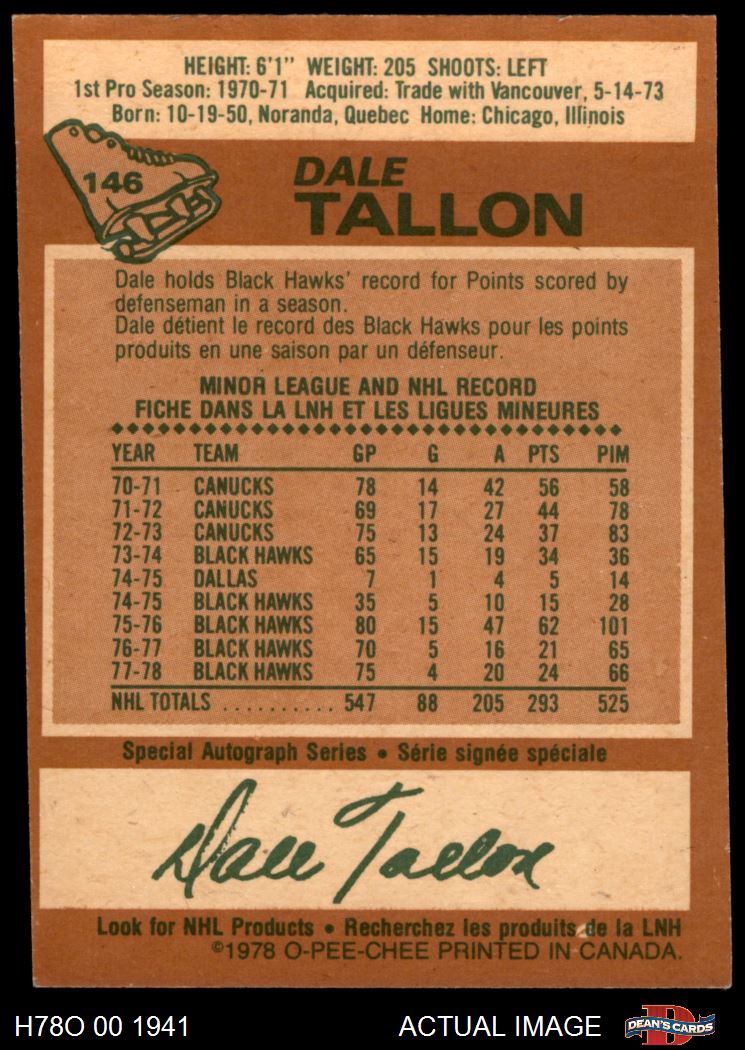 HEIGHT: 6'1" WEIGHT: 205 SHOOTS: LEFT
1st Pro Season: 1970-71 Acquired: Trade with Vancouver, 5-14-73
Born: 10-19-50, Noranda, Quebec Home: Chicago, Illinois
146
DALE
TALLON
Dale holds Black Hawks' record for Points scored by
defenseman in a season.
Dale détient le record des Black Hawks pour les points
produits en une saison par un défenseur.
MINOR LEAGUE AND NHL RECORD
FICHE DANS LA LNH ET LES LIGUES MINEURES
YEAR TEAM GP G A PTS PIM
70-71 CANUCKS 78 14 42 56 58
71-72 CANUCKS 69 17 27 44 78
72-73 CANUCKS 75 13 24 37 83
73-74 BLACK HAWKS 65 15 19 34 36
74-75 DALLAS 7 1 4 5 14
74-75 BLACK HAWKS 35 5 10 15 28
75-76 BLACK HAWKS 80 15 47 62 101
76-77 BLACK HAWKS 70 5 16 21 65
77-78 BLACK HAWKS 75 4 20 24 66
NHL TOTALS .......... 547 88 205 293 525
Special Autograph Series • Série signée spéciale
Dale Tallon
Look for NHL Products • Recherchez les produits de la LNH
©1978 O-PEE-CHEE PRINTED IN CANADA.
H78O 00 1941 ACTUAL IMAGE D DEAN'S CARDS